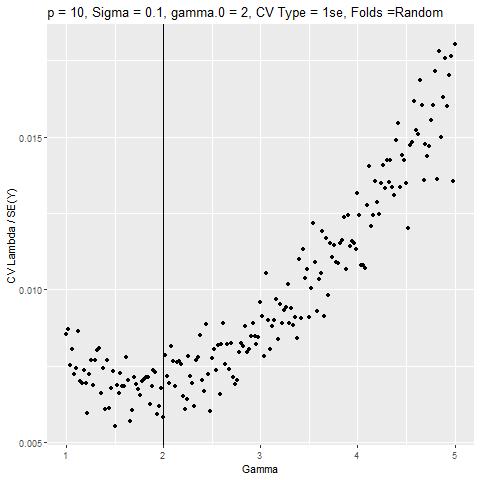 p = 10, Sigma = 0.1, gamma.0 = 2, CV Type = 1se, Folds =Random
CV Lambda / SE(Y)
0.015
0.010
0.005
1 2 3 4 5
Gamma